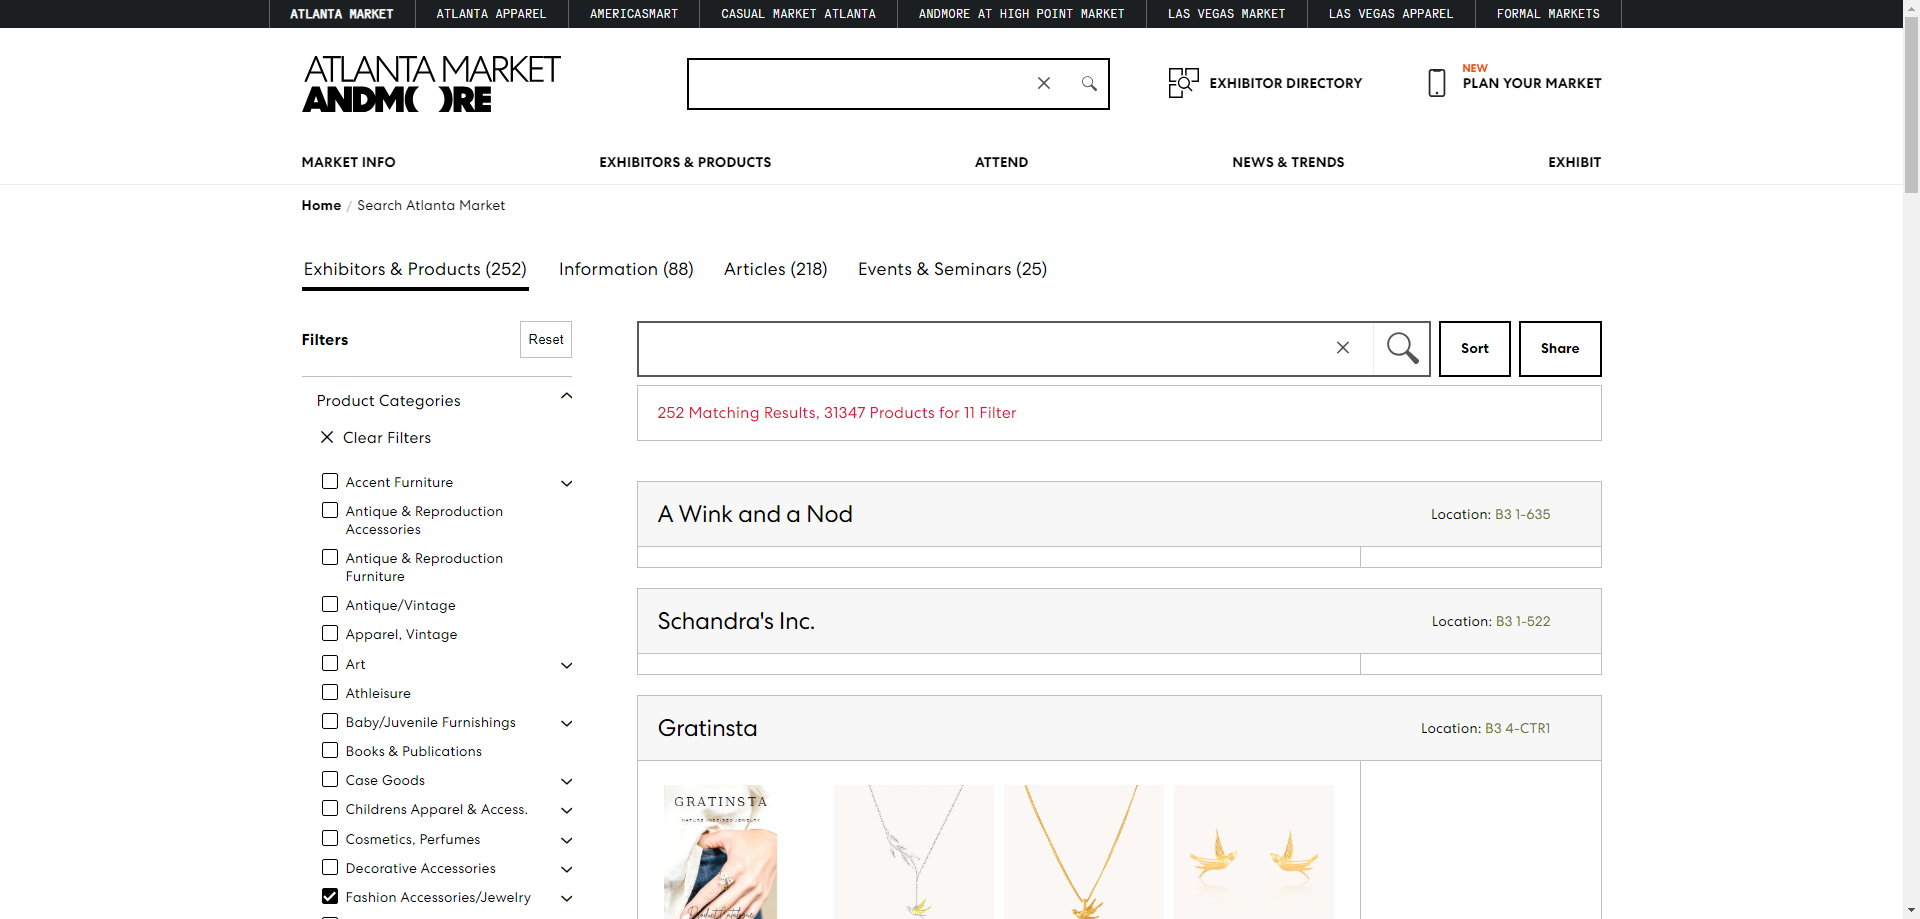 ATLANTA MARKET
ATLANTA APPAREL
AMERICASMART
CASUAL MARKET ATLANTA
ANDMORE AT HIGH POINT MARKET
LAS VEGAS MARKET
LAS VEGAS APPAREL
FORMAL MARKETS
ATLANTA MARKET
ANDMORE
EXHIBITOR DIRECTORY
NEW
PLAN YOUR MARKET
MARKET INFO
EXHIBITORS & PRODUCTS
ATTEND
NEWS & TRENDS
EXHIBIT
Home / Search Atlanta Market
Exhibitors & Products (252)
Information (88)
Articles (218)
Events & Seminars (25)
Filters
Reset
Product Categories
Clear Filters
Accent Furniture
Antique & Reproduction
Accessories
Antique & Reproduction
Furniture
Antique/Vintage
Apparel, Vintage
Art
Athleisure
Baby/Juvenile Furnishings
Books & Publications
Case Goods
Childrens Apparel & Access.
Cosmetics, Perfumes
Decorative Accessories
Fashion Accessories/Jewelry
Sort
Share
252 Matching Results, 31347 Products for 11 Filter
A Wink and a Nod
Location: B3 1-635
Schandra's Inc.
Location: B3 1-522
Gratinsta
Location: B3 4-CTR1
GRATINSTA
NATURE INSPIRED JEWELRY
Product Catalogue